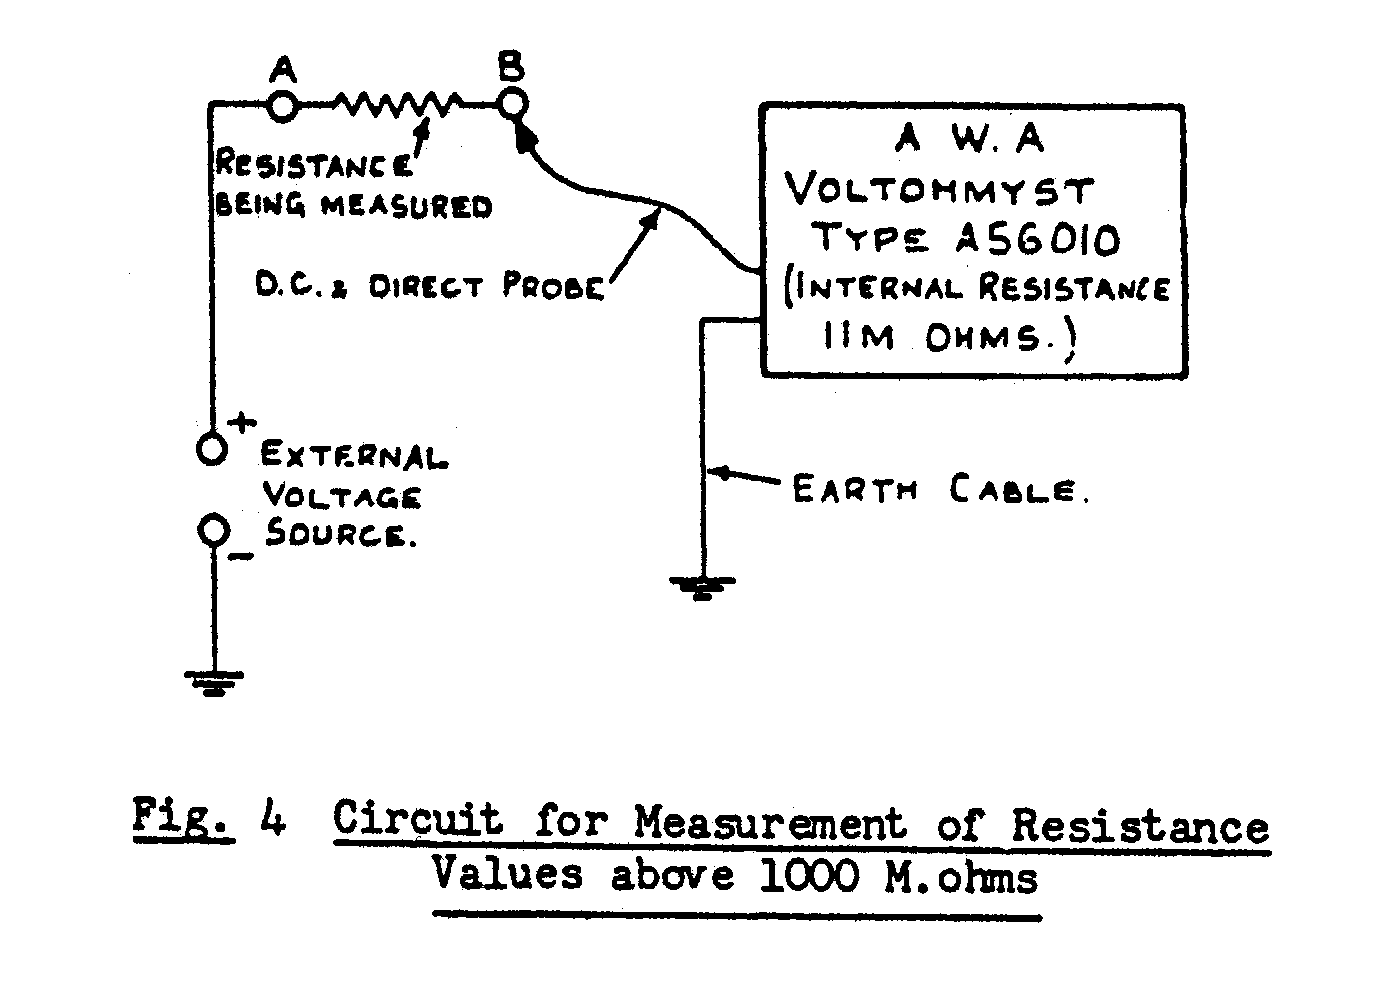 A
B
RESISTANCE
BEING MEASURED
D.C. & DIRECT PROBE
A W. A
VOLTOHMYST
TYPE A56010
(INTERNAL RESISTANCE
11M OHMS.)
+
EXTERNAL
VOLTAGE
SOURCE.
−
EARTH CABLE.
Fig. 4 Circuit for Measurement of Resistance
Values above 1000 M.ohms